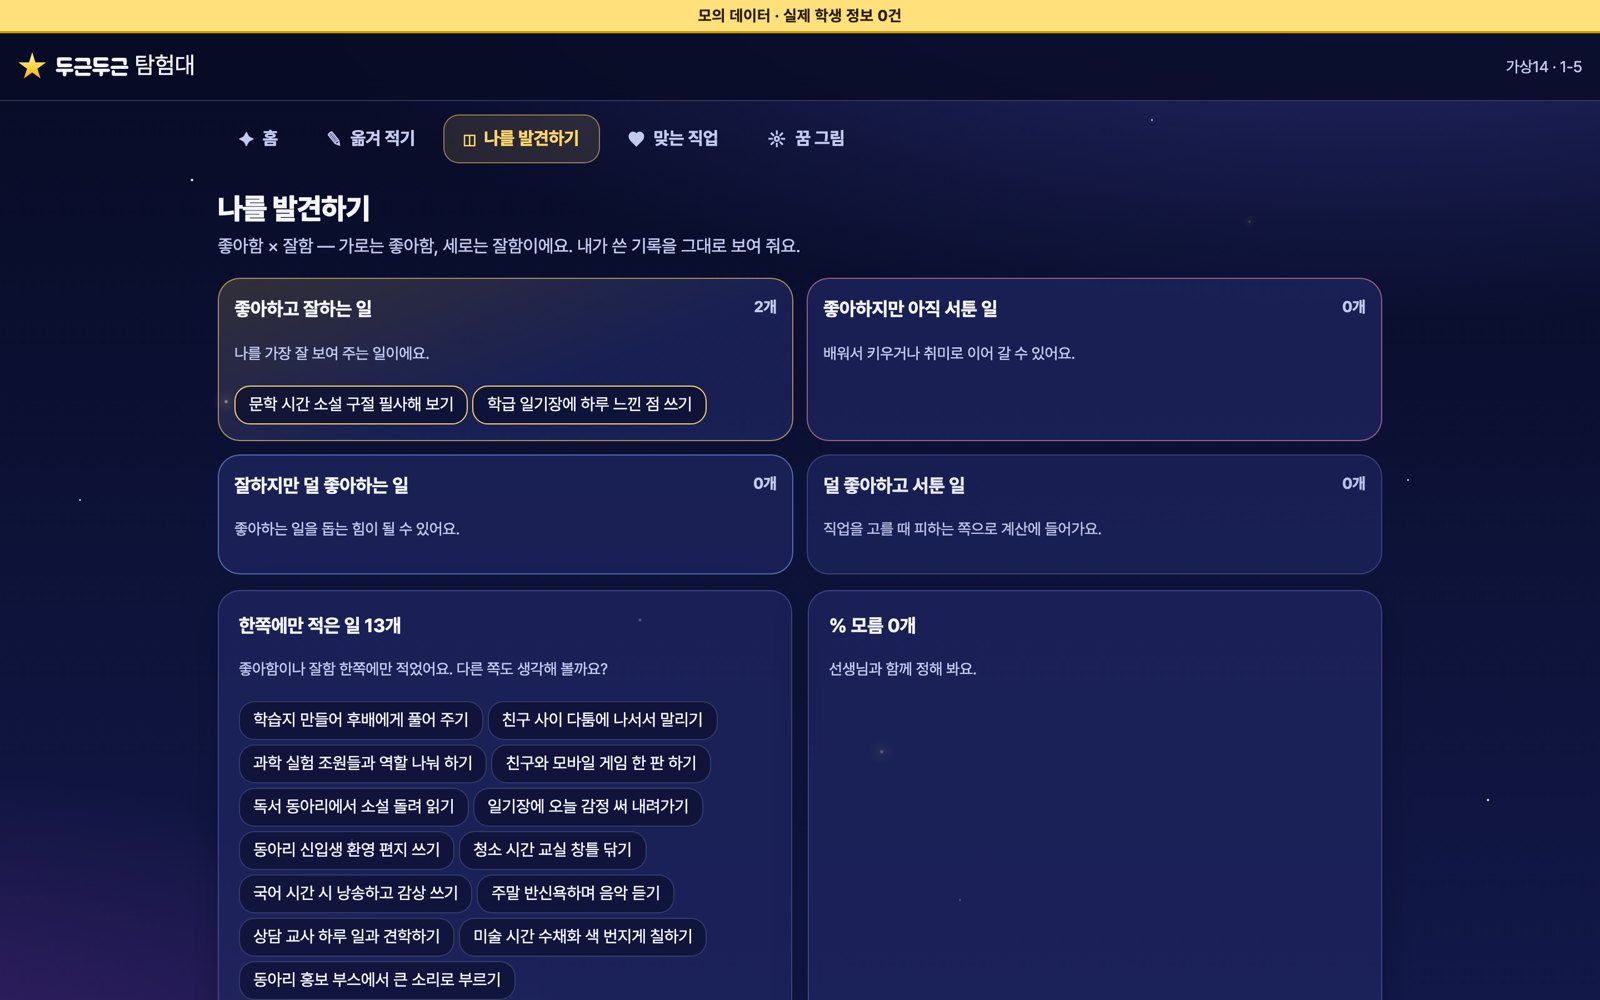 모의 데이터 · 실제 학생 정보 0건
두근두근 탐험대
가상14 · 1-5
홈
옮겨 적기
나를 발견하기
맞는 직업
꿈 그림
나를 발견하기
좋아함 × 잘함 — 가로는 좋아함, 세로는 잘함이에요. 내가 쓴 기록을 그대로 보여 줘요.
좋아하고 잘하는 일 2개
나를 가장 잘 보여 주는 일이에요.
문학 시간 소설 구절 필사해 보기
학급 일기장에 하루 느낀 점 쓰기
좋아하지만 아직 서툰 일 0개
배워서 키우거나 취미로 이어 갈 수 있어요.
잘하지만 덜 좋아하는 일 0개
좋아하는 일을 돕는 힘이 될 수 있어요.
덜 좋아하고 서툰 일 0개
직업을 고를 때 피하는 쪽으로 계산에 들어가요.
한쪽에만 적은 일 13개
좋아함이나 잘함 한쪽에만 적었어요. 다른 쪽도 생각해 볼까요?
학습지 만들어 후배에게 풀어 주기
친구 사이 다툼에 나서서 말리기
과학 실험 조원들과 역할 나눠 하기
친구와 모바일 게임 한 판 하기
독서 동아리에서 소설 돌려 읽기
일기장에 오늘 감정 써 내려가기
동아리 신입생 환영 편지 쓰기
청소 시간 교실 창틀 닦기
국어 시간 시 낭송하고 감상 쓰기
주말 반신욕하며 음악 듣기
상담 교사 하루 일과 견학하기
미술 시간 수채화 색 번지게 칠하기
동아리 홍보 부스에서 큰 소리로 부르기
% 모름 0개
선생님과 함께 정해 봐요.